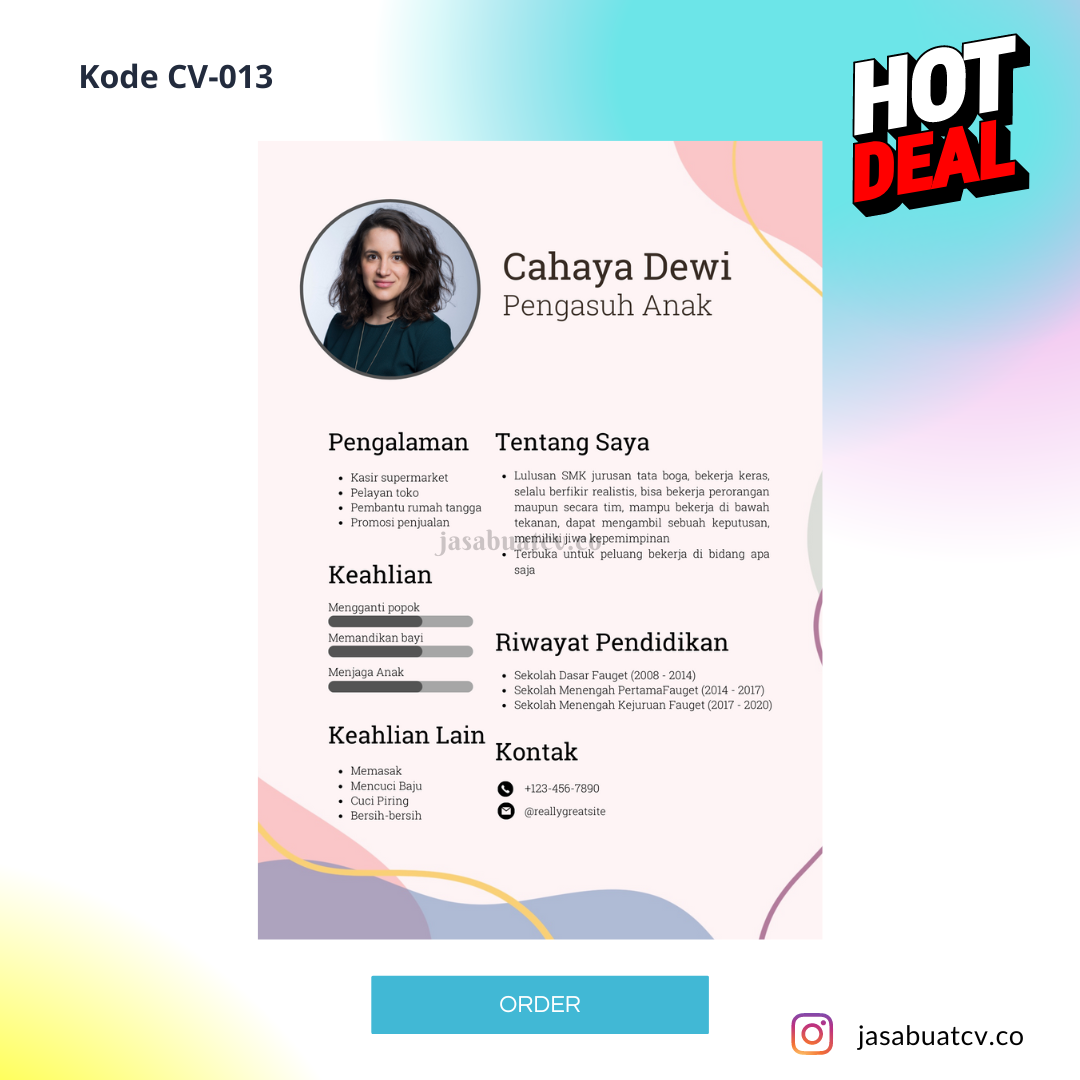 Kode CV-013
HOT
DEAL
Cahaya Dewi
Pengasuh Anak
Pengalaman
Kasir supermarket
Pelayan toko
Pembantu rumah tangga
Promosi penjualan
Keahlian
Mengganti popok
Memandikan bayi
Menjaga Anak
Keahlian Lain
Memasak
Mencuci Baju
Cuci Piring
Bersih-bersih
Tentang Saya
Lulusan SMK jurusan tata boga, bekerja keras,
selalu berfikir realistis, bisa bekerja perorangan
maupun secara tim, mampu bekerja di bawah
tekanan, dapat mengambil sebuah keputusan,
memiliki jiwa kepemimpinan
Terbuka untuk peluang bekerja di bidang apa
saja
jasabuatcv.co
Riwayat Pendidikan
Sekolah Dasar Fauget (2008 - 2014)
Sekolah Menengah PertamaFauget (2014 - 2017)
Sekolah Menengah Kejuruan Fauget (2017 - 2020)
Kontak
+123-456-7890
@reallygreatsite
ORDER
jasabuatcv.co